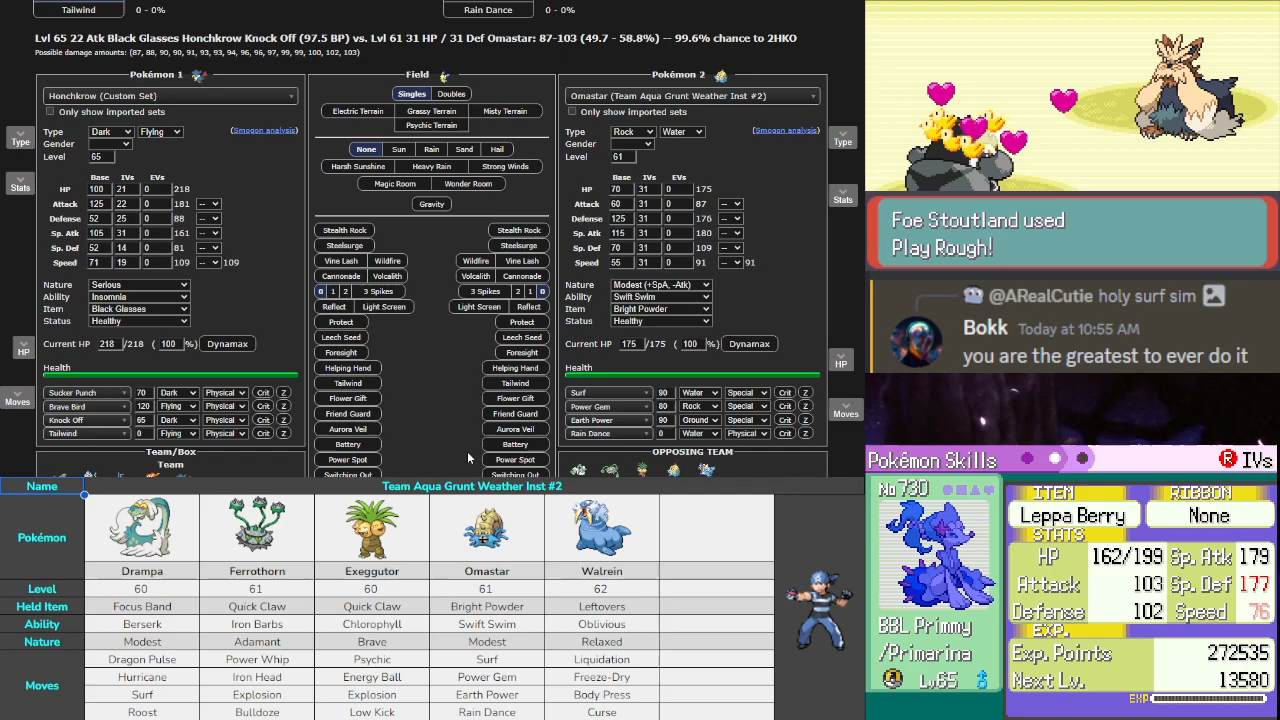 Tailwind 0 - 0% Rain Dance 0 - 0%
Lvl 65 22 Atk Black Glasses Honchkrow Knock Off (97.5 BP) vs. Lvl 61 31 HP / 31 Def Omastar: 87-103 (49.7 - 58.8%) -- 99.6% chance to 2HKO
Possible damage amounts: (87, 88, 90, 90, 91, 93, 93, 94, 96, 96, 97, 99, 99, 100, 102, 103)
Pokémon 1
Honchkrow (Custom Set)
Only show imported sets
Type Dark Flying (Smogon analysis)
Gender
Level 65
Base IVs EVs
HP 100 21 0 218
Attack 125 22 0 181 --
Defense 52 25 0 88 --
Sp. Atk 105 31 0 161 --
Sp. Def 52 14 0 81 --
Speed 71 19 0 109 -- 109
Nature Serious
Ability Insomnia
Item Black Glasses
Status Healthy
Current HP 218 /218 ( 100 %) Dynamax
Health
Sucker Punch 70 Dark Physical Crit Z
Brave Bird 120 Flying Physical Crit Z
Knock Off 65 Dark Physical Crit Z
Tailwind 0 Flying Physical Crit Z
Team/Box
Team
Type
Stats
HP
Moves
Field
Singles Doubles
Electric Terrain Grassy Terrain Misty Terrain
Psychic Terrain
None Sun Rain Sand Hail
Harsh Sunshine Heavy Rain Strong Winds
Magic Room Wonder Room
Gravity
Stealth Rock Stealth Rock
Steelsurge Steelsurge
Vine Lash Wildfire Wildfire Vine Lash
Cannonade Volcalith Volcalith Cannonade
0 1 2 3 Spikes 3 Spikes 2 1 0
Reflect Light Screen Light Screen Reflect
Protect Protect
Leech Seed Leech Seed
Foresight Foresight
Helping Hand Helping Hand
Tailwind Tailwind
Flower Gift Flower Gift
Friend Guard Friend Guard
Aurora Veil Aurora Veil
Battery Battery
Power Spot Power Spot
Switching Out Switching Out
Pokémon 2
Omastar (Team Aqua Grunt Weather Inst #2)
Only show imported sets
Type Rock Water (Smogon analysis)
Gender
Level 61
Base IVs EVs
HP 70 31 0 175
Attack 60 31 0 87 --
Defense 125 31 0 176 --
Sp. Atk 115 31 0 180 --
Sp. Def 70 31 0 109 --
Speed 55 31 0 91 -- 91
Nature Modest (+SpA, -Atk)
Ability Swift Swim
Item Bright Powder
Status Healthy
Current HP 175 /175 ( 100 %) Dynamax
Health
Surf 90 Water Special Crit Z
Power Gem 80 Rock Special Crit Z
Earth Power 90 Ground Special Crit Z
Rain Dance 0 Water Physical Crit Z
OPPOSING TEAM
Type
Stats
HP
Moves
Name Team Aqua Grunt Weather Inst #2
Pokémon Drampa Ferrothorn Exeggutor Omastar Walrein
Level 60 61 60 61 62
Held Item Focus Band Quick Claw Quick Claw Bright Powder Leftovers
Ability Berserk Iron Barbs Chlorophyll Swift Swim Oblivious
Nature Modest Adamant Brave Modest Relaxed
Moves Dragon Pulse Power Whip Psychic Surf Liquidation
Hurricane Iron Head Energy Ball Power Gem Freeze-Dry
Surf Explosion Explosion Earth Power Body Press
Roost Bulldoze Low Kick Rain Dance Curse
Foe Stoutland used
Play Rough!
@ARealCutie holy surf sim
Bokk Today at 10:55 AM
you are the greatest to ever do it
Pokémon Skills R IVs
No730
BBL Primmy
/Primarina
Lv65
ITEM RIBBON
Leppa Berry None
STATS
HP 162/199 Sp. Atk 179
Attack 103 Sp. Def 177
Defense 102 Speed 76
EXP.
Exp. Points 272535
Next Lv. 13580
EXP